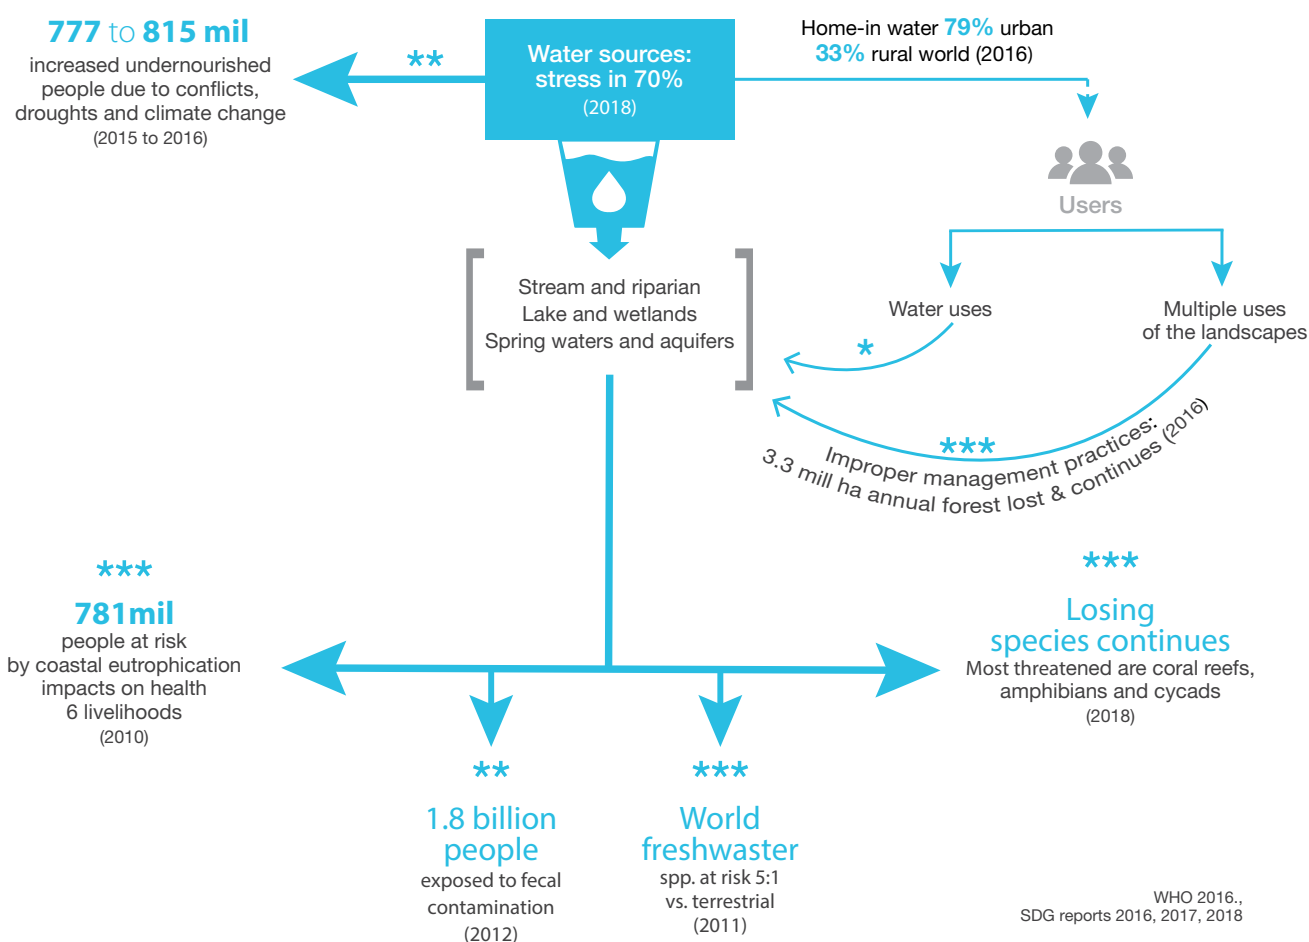 777 to 815 mil
increased undernourished
people due to conflicts,
droughts and climate change
(2015 to 2016)
**
Water sources:
stress in 70%
(2018)
Home-in water 79% urban
33% rural world (2016)
Users
Water uses
Multiple uses
of the landscapes
Stream and riparian
Lake and wetlands
Spring waters and aquifers
*
***
Improper management practices:
3.3 mill ha annual forest lost & continues (2016)
***
781mil
people at risk
by coastal eutrophication
impacts on health
6 livelihoods
(2010)
***
Losing
species continues
Most threatened are coral reefs,
amphibians and cycads
(2018)
**
1.8 billion
people
exposed to fecal
contamination
(2012)
***
World
freshwaster
spp. at risk 5:1
vs. terrestrial
(2011)
WHO 2016.,
SDG reports 2016, 2017, 2018